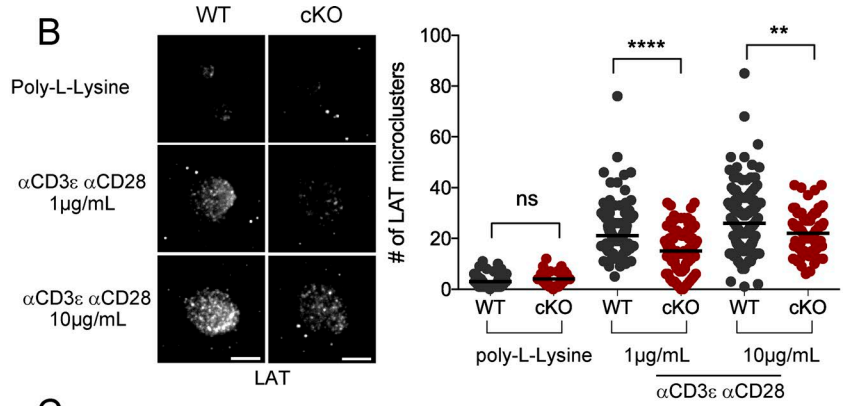 B
WT cKO
Poly-L-Lysine
αCD3ε αCD28
1µg/mL
αCD3ε αCD28
10µg/mL
LAT
# of LAT microclusters
100
80
60
40
20
0
ns
****
**
WT cKO WT cKO WT cKO
poly-L-Lysine 1µg/mL 10µg/mL
αCD3ε αCD28